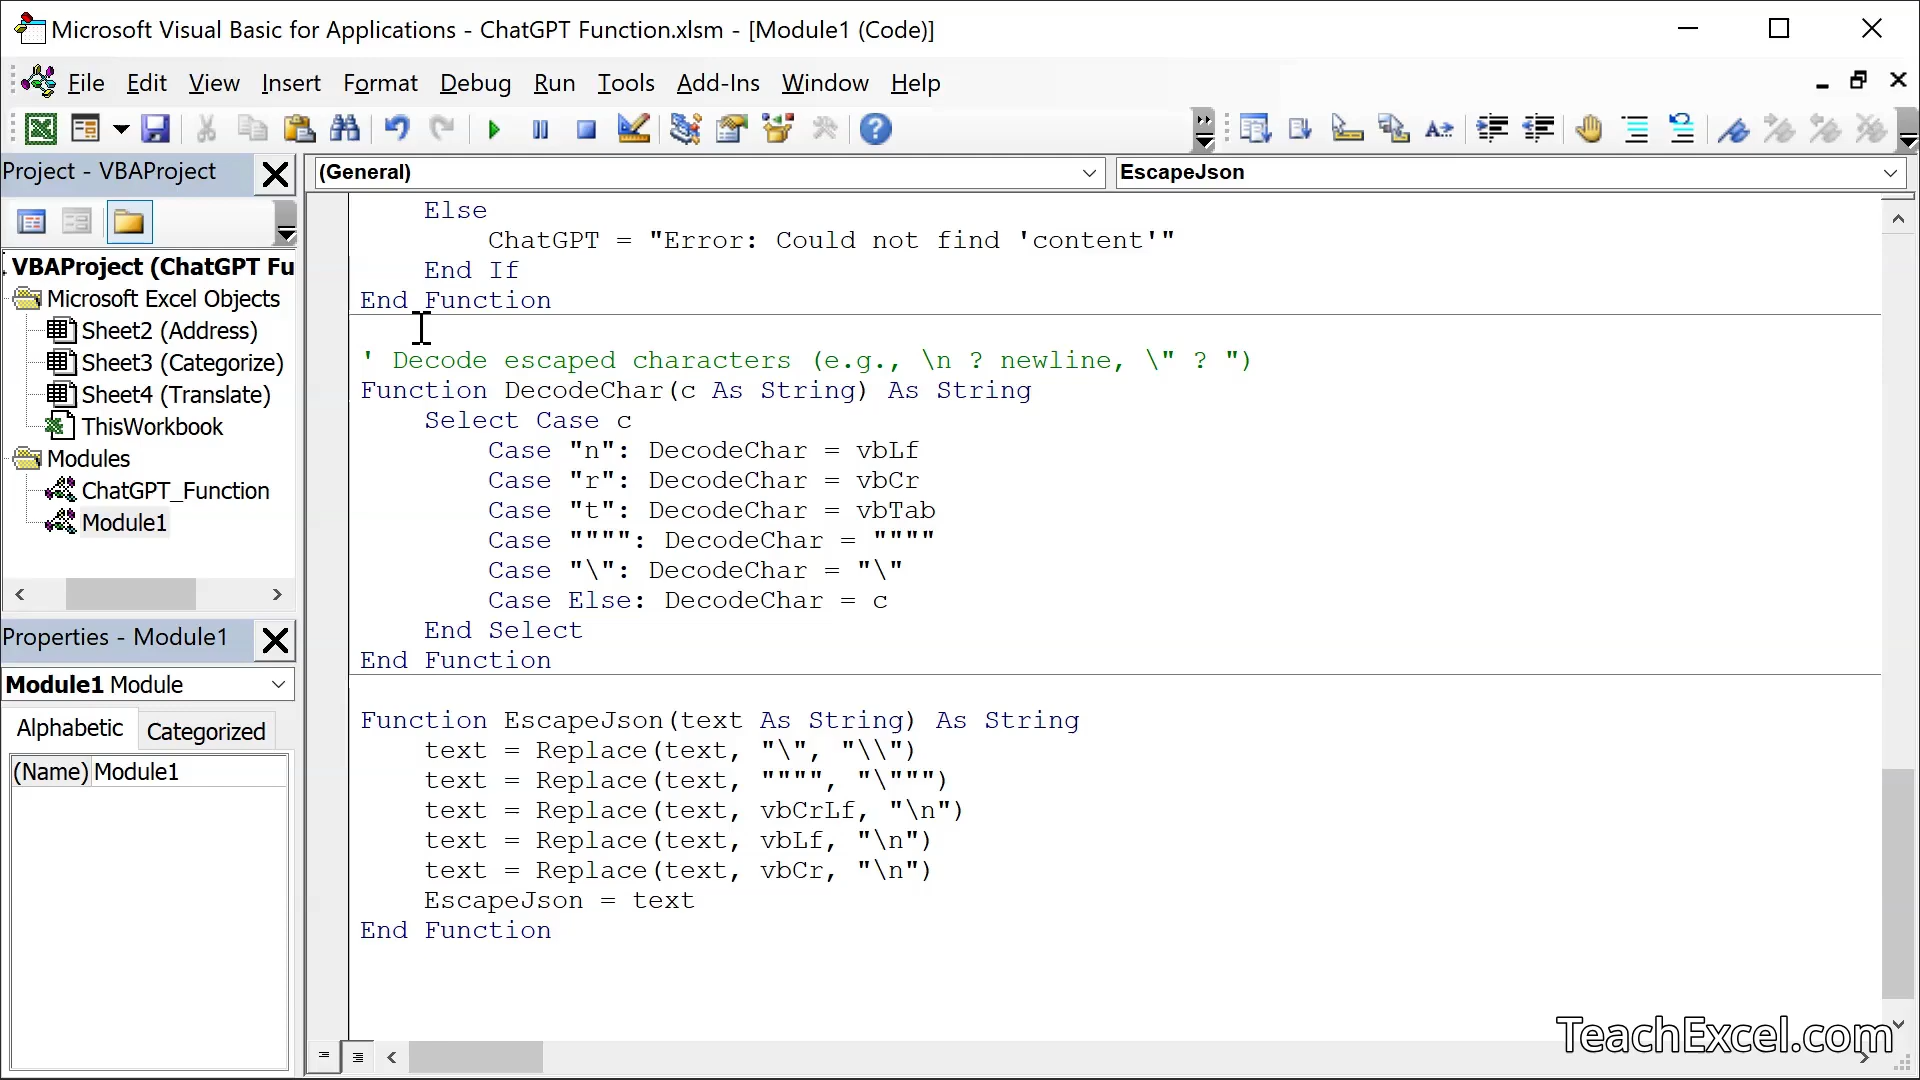 Microsoft Visual Basic for Applications - ChatGPT Function.xlsm - [Module1 (Code)]
File Edit View Insert Format Debug Run Tools Add-Ins Window Help
Project - VBAProject
(General)
EscapeJson
VBAProject (ChatGPT Fu
Microsoft Excel Objects
Sheet2 (Address)
Sheet3 (Categorize)
Sheet4 (Translate)
ThisWorkbook
Modules
ChatGPT_Function
Module1
Properties - Module1
Module1 Module
Alphabetic Categorized
(Name) Module1
Else
ChatGPT = "Error: Could not find 'content'"
End If
End Function
' Decode escaped characters (e.g., \n ? newline, \" ? ")
Function DecodeChar(c As String) As String
Select Case c
Case "n": DecodeChar = vbLf
Case "r": DecodeChar = vbCr
Case "t": DecodeChar = vbTab
Case """": DecodeChar = """"
Case "\": DecodeChar = "\"
Case Else: DecodeChar = c
End Select
End Function
Function EscapeJson(text As String) As String
text = Replace(text, "\", "\\")
text = Replace(text, """", "\""")
text = Replace(text, vbCrLf, "\n")
text = Replace(text, vbLf, "\n")
text = Replace(text, vbCr, "\n")
EscapeJson = text
End Function
TeachExcel.com